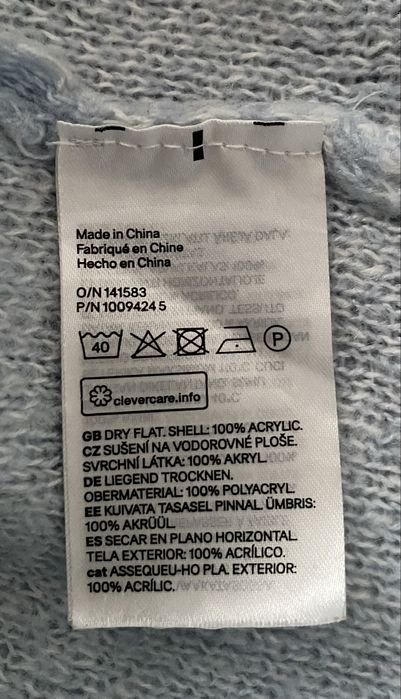 Made in China
Fabriqué en Chine
Hecho en China
O/N 141583
P/N 1009424 5
40 P
clevercare.info
GB DRY FLAT. SHELL: 100% ACRYLIC.
CZ SUŠENÍ NA VODOROVNÉ PLOŠE.
SVRCHNÍ LÁTKA: 100% AKRYL.
DE LIEGEND TROCKNEN.
OBERMATERIAL: 100% POLYACRYL.
EE KUIVATA TASASEL PINNAL. ÜMBRIS:
100% AKRÜÜL.
ES SECAR EN PLANO HORIZONTAL.
TELA EXTERIOR: 100% ACRÍLICO.
cat ASSEQUEU-HO PLA. EXTERIOR:
100% ACRÍLIC.